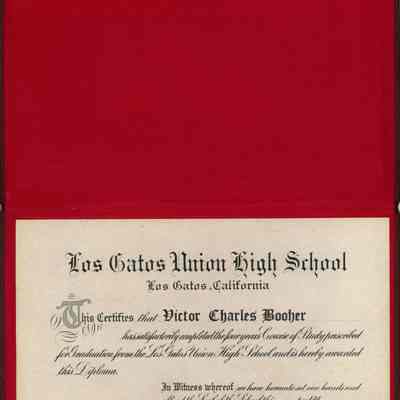 Los Gatos Union High School
Los Gatos, California
This Certifies that Victor Charles Booher
has satisfactorily completed the four years Course of Study prescribed
for Graduation from the Los Gatos Union High School and is hereby awarded
this Diploma.
In Witness whereof we have hereunto set our hands and